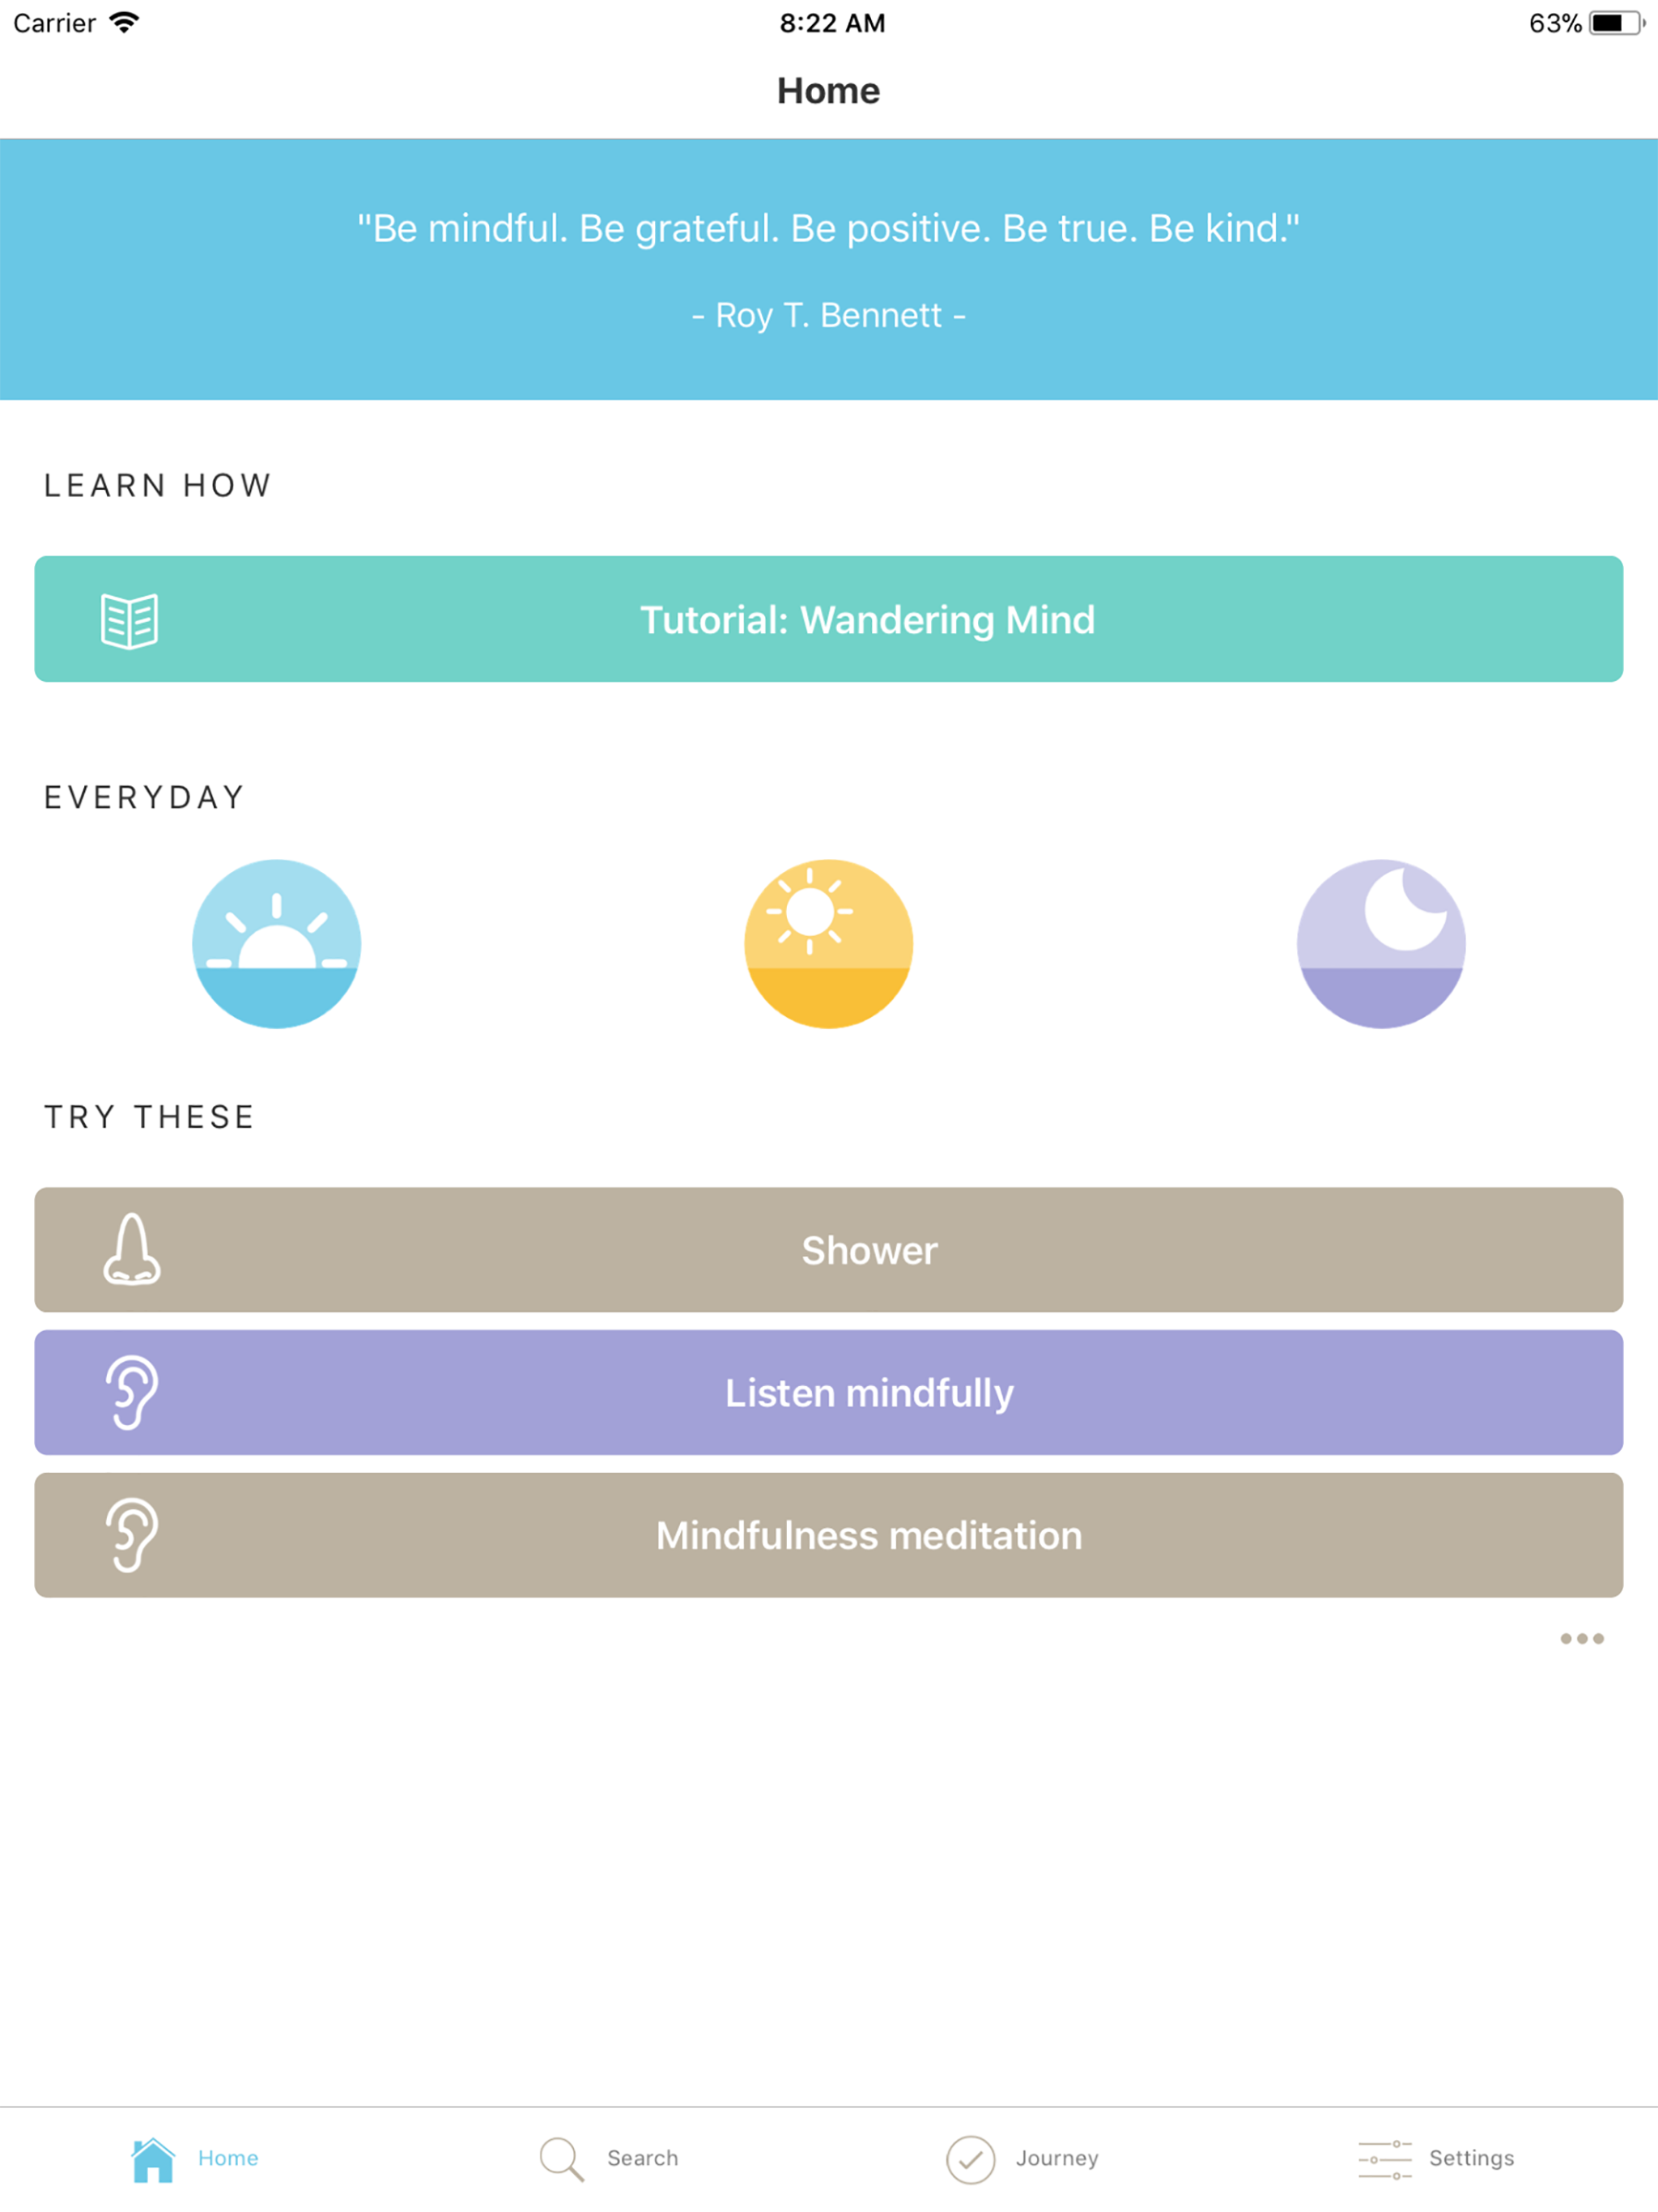 Carrier 8:22 AM 63%
Home
"Be mindful. Be grateful. Be positive. Be true. Be kind."
- Roy T. Bennett -
LEARN HOW
Tutorial: Wandering Mind
EVERYDAY
TRY THESE
Shower
Listen mindfully
Mindfulness meditation
Home Search Journey Settings